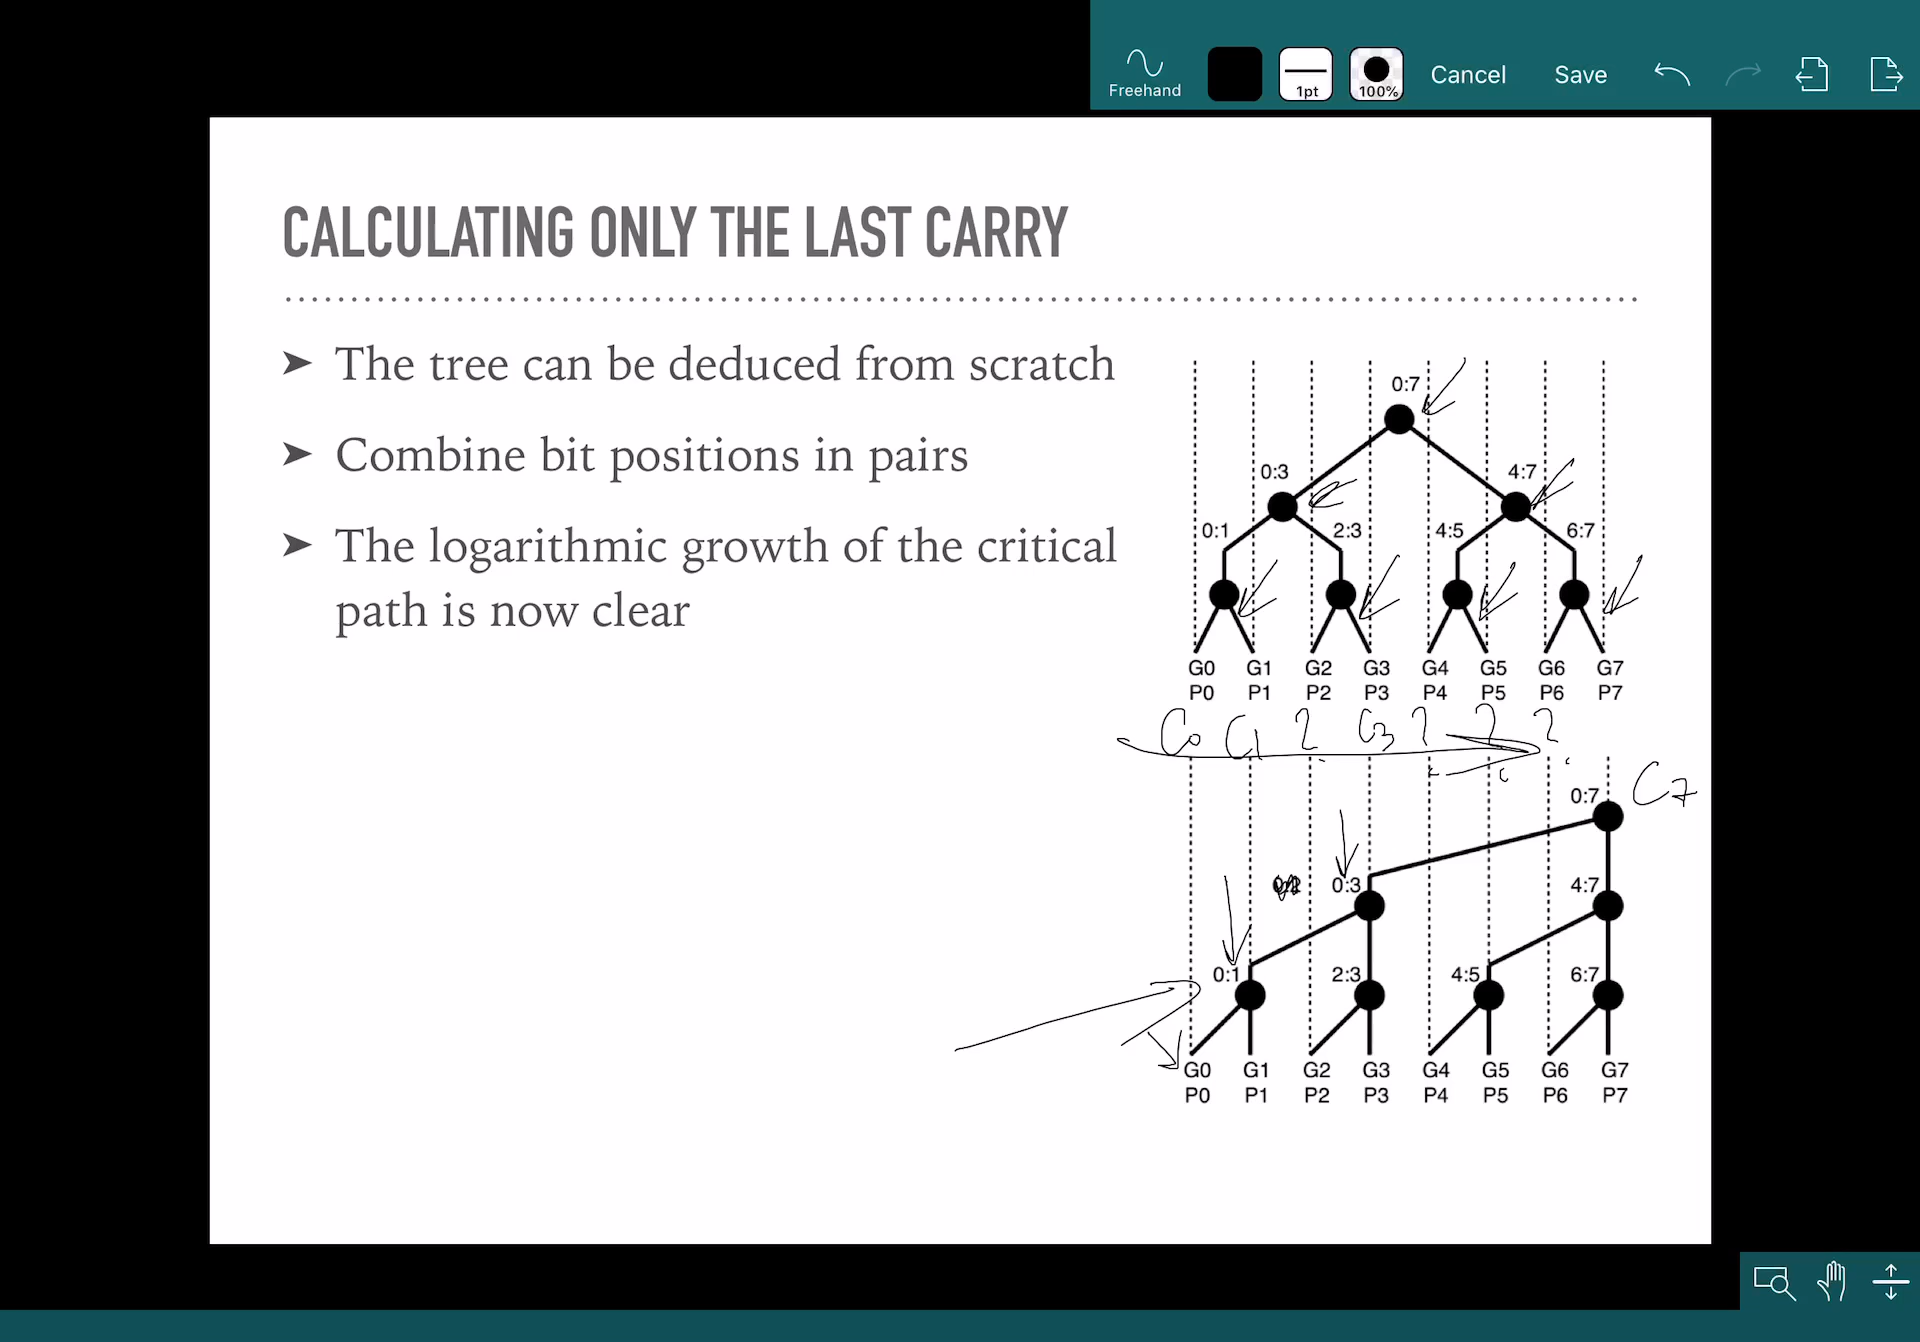 Freehand
1pt
100%
Cancel
Save
CALCULATING ONLY THE LAST CARRY
➤ The tree can be deduced from scratch
➤ Combine bit positions in pairs
➤ The logarithmic growth of the critical
path is now clear
0:7
0:3 4:7
0:1 2:3 4:5 6:7
G0 G1 G2 G3 G4 G5 G6 G7
P0 P1 P2 P3 P4 P5 P6 P7
C0 C1 ? C3 ? ? ?
0:7 C7
0:3 4:7
0:1 2:3 4:5 6:7
G0 G1 G2 G3 G4 G5 G6 G7
P0 P1 P2 P3 P4 P5 P6 P7